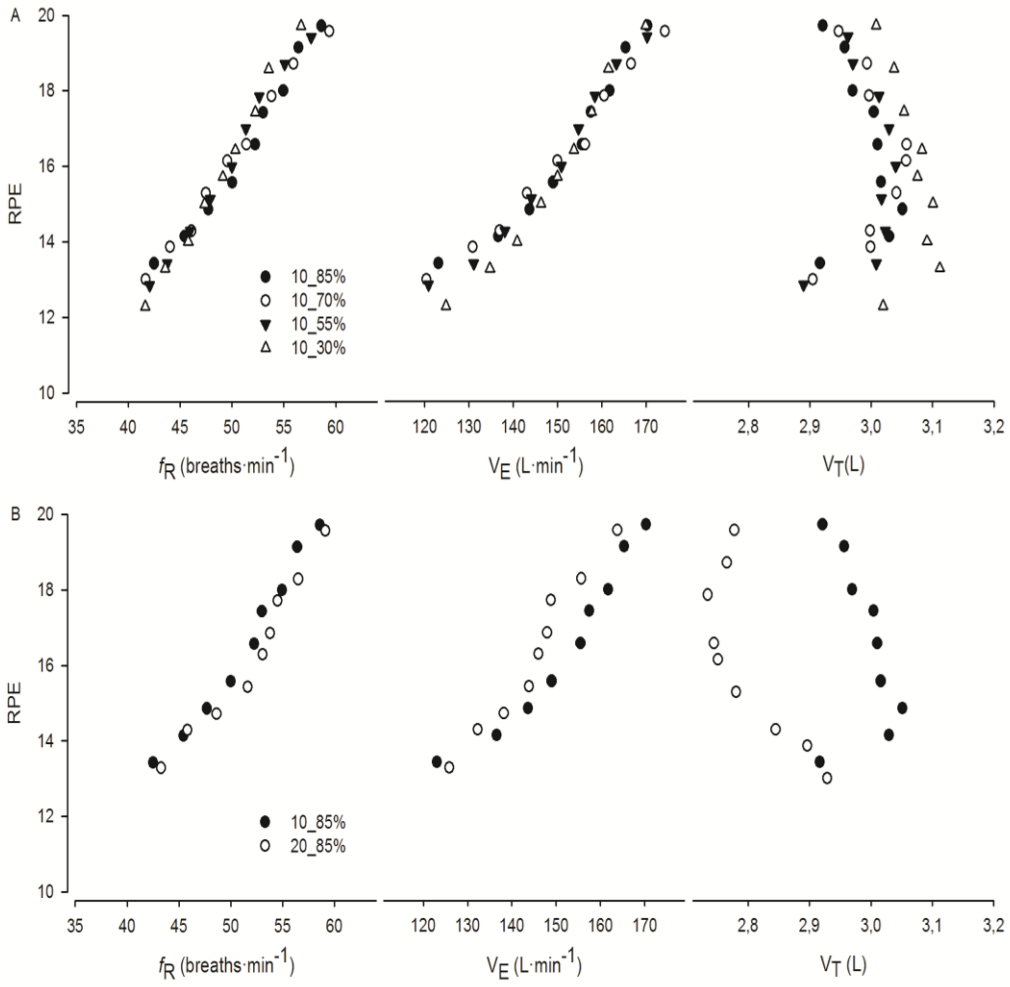 A
20
18
16
14
12
10
RPE
10_85%
10_70%
10_55%
10_30%
35 40 45 50 55 60 120 130 140 150 160 170 2,8 2,9 3,0 3,1 3,2
fR (breaths·min-1) VE (L·min-1) VT(L)
B
20
18
16
14
12
10
RPE
10_85%
20_85%
35 40 45 50 55 60 120 130 140 150 160 170 2,8 2,9 3,0 3,1 3,2
fR (breaths·min-1) VE (L·min-1) VT (L)